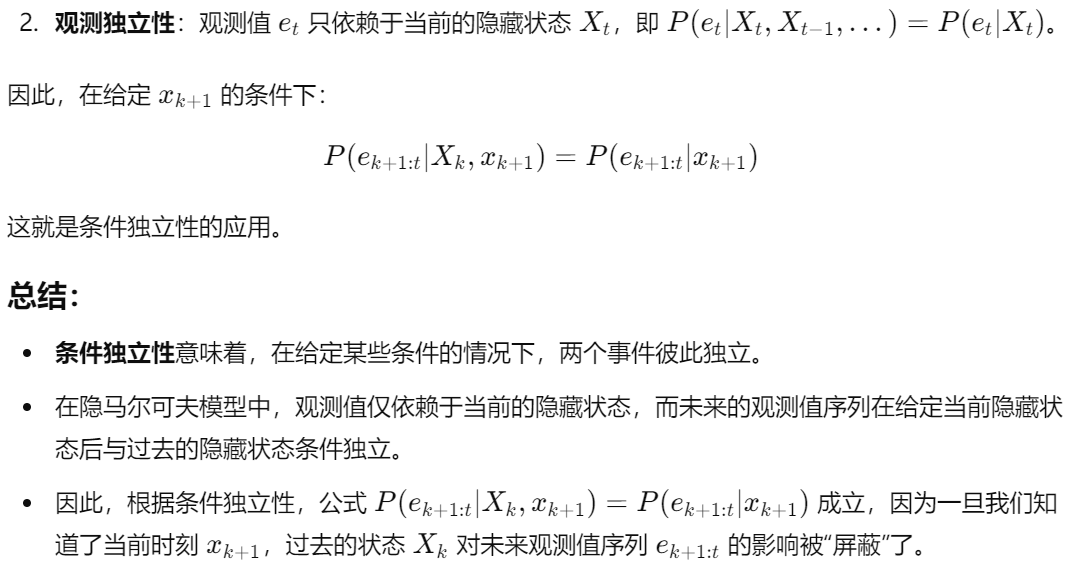 2. 观测独立性：观测值 $e_t$ 只依赖于当前的隐藏状态 $X_t$，即 $P(e_t|X_t, X_{t-1}, \ldots) = P(e_t|X_t)$。
因此，在给定 $x_{k+1}$ 的条件下：
$P(e_{k+1:t}|X_k, x_{k+1}) = P(e_{k+1:t}|x_{k+1})$
这就是条件独立性的应用。
总结：
• 条件独立性意味着，在给定某些条件的情况下，两个事件彼此独立。
• 在隐马尔可夫模型中，观测值仅依赖于当前的隐藏状态，而未来的观测值序列在给定当前隐藏状
态后与过去的隐藏状态条件独立。
• 因此，根据条件独立性，公式 $P(e_{k+1:t}|X_k, x_{k+1}) = P(e_{k+1:t}|x_{k+1})$ 成立，因为一旦我们知
道了当前时刻 $x_{k+1}$，过去的状态 $X_k$ 对未来观测值序列 $e_{k+1:t}$ 的影响被“屏蔽”了。